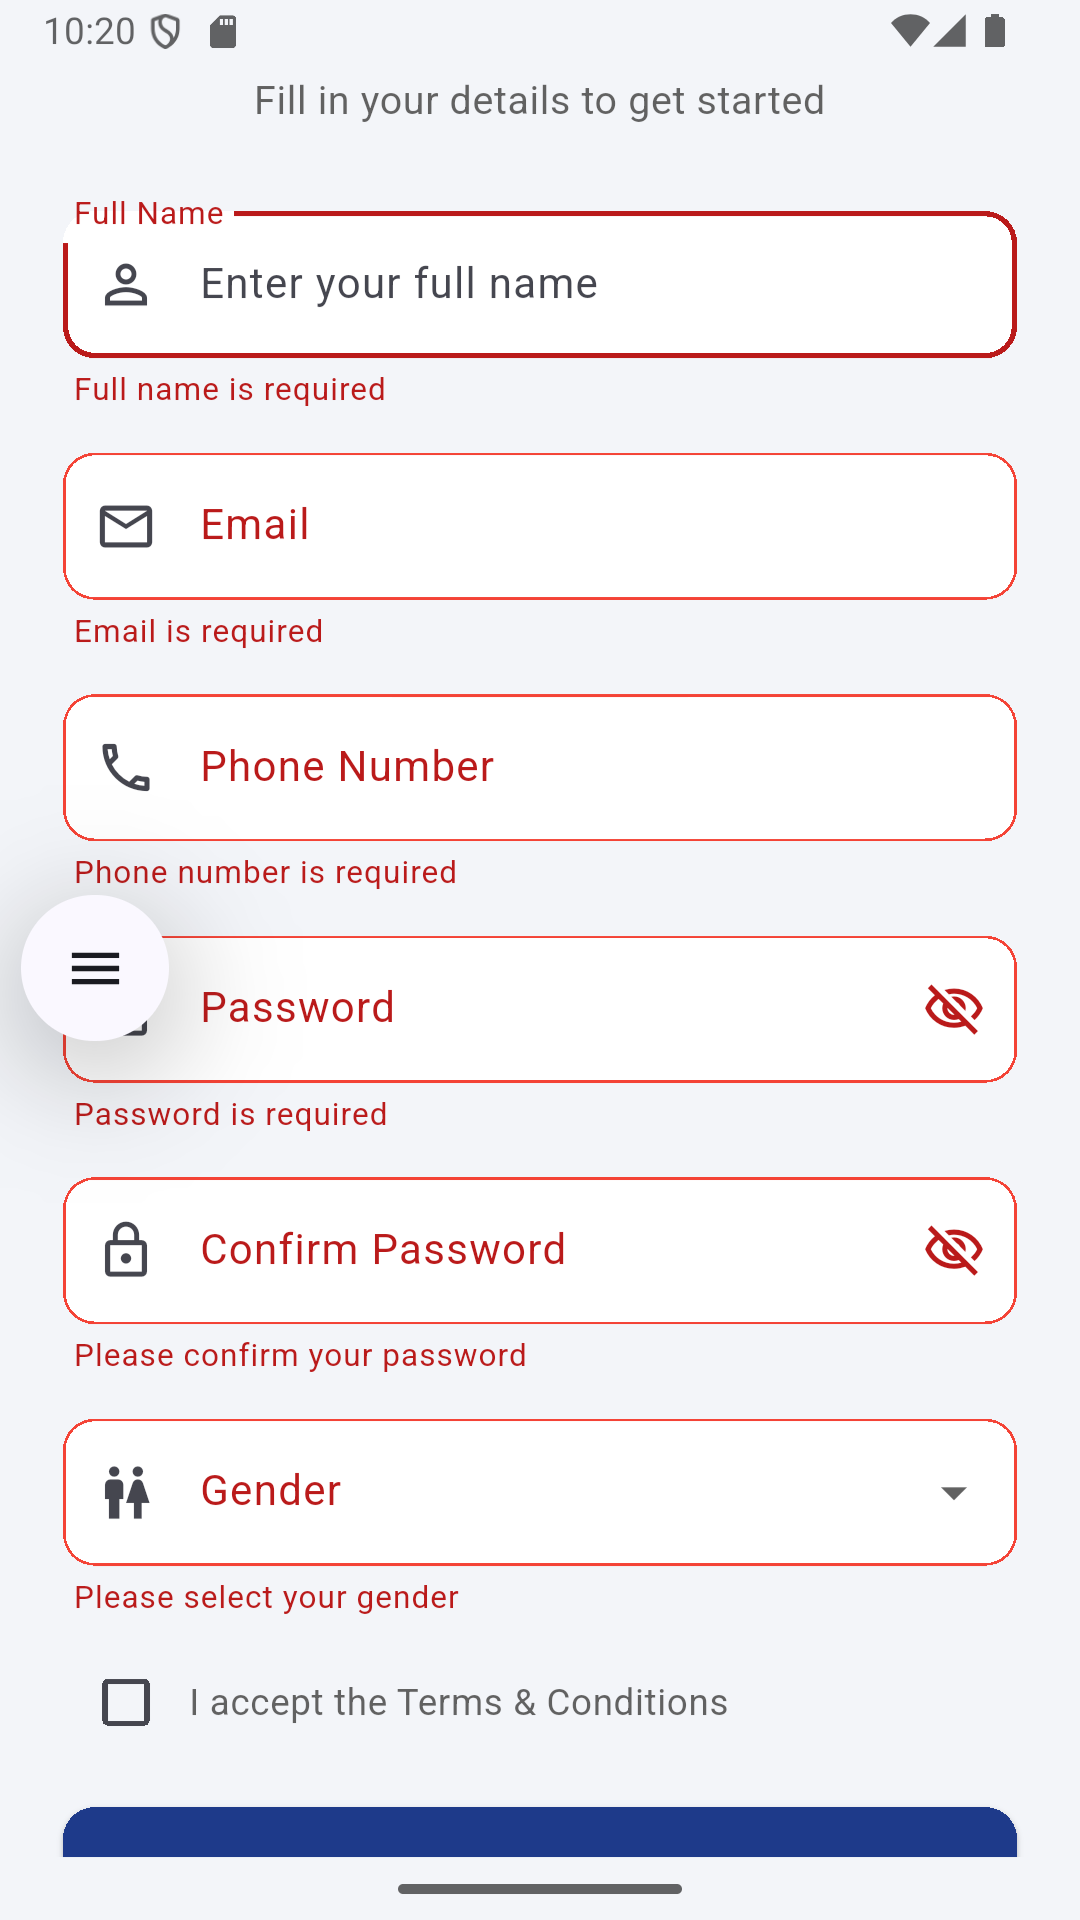 10:20
Fill in your details to get started
Full Name
Enter your full name
Full name is required
Email
Email is required
Phone Number
Phone number is required
Password
Password is required
Confirm Password
Please confirm your password
Gender
Please select your gender
I accept the Terms & Conditions